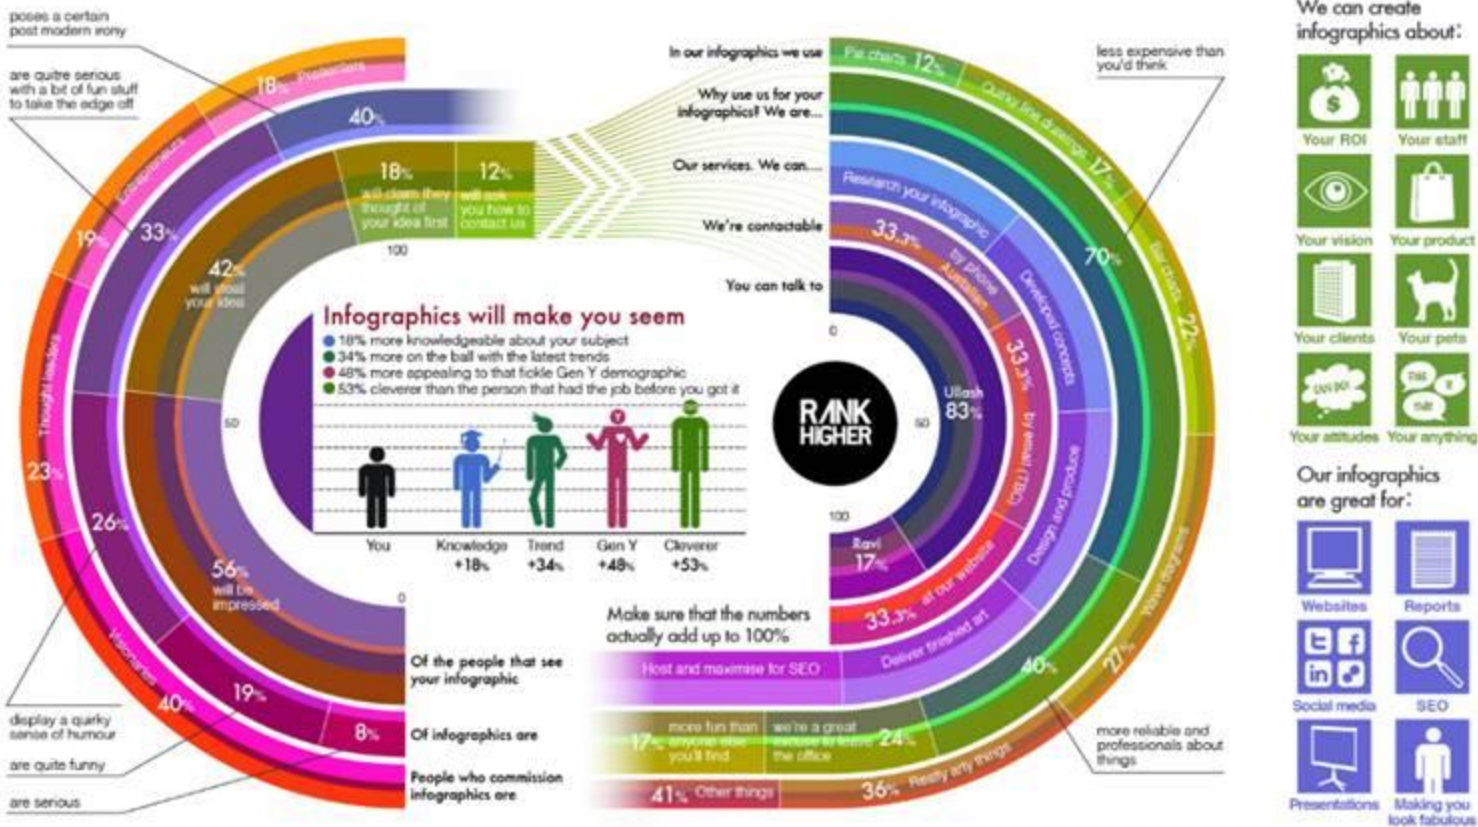 poses a certain
post modern irony
are quitre serious
with a bit of fun stuff
to take the edge off
18% Presenters
Entrepreneurs
19%
Thought leaders
23%
Visionaries
40%
40%
33%
26%
19%
8%
18%
will claim they
thought of
your idea first
12%
will ask
you how to
contact us
42%
will steal
your idea
56%
will be
impressed
100
50
0
display a quirky
sense of humour
are quite funny
are serious
Of the people that see
your infographic
Of infographics are
People who commission
infographics are
Infographics will make you seem
18% more knowledgeable about your subject
34% more on the ball with the latest trends
48% more appealing to that fickle Gen Y demographic
53% cleverer than the person that had the job before you got it
You
Knowledge
+18%
Trend
+34%
Gen Y
+48%
Cleverer
+53%
Make sure that the numbers
actually add up to 100%
In our infographics we use
Why use us for your
infographics? We are...
Our services. We can....
We're contactable
You can talk to
Pie charts 12%
Quirky line drawings 17%
Bar charts 22%
Wave diagrams 27%
Really arty things 36%
Other things 41%
less expensive than
you'd think
70%
40%
more reliable and
professionals about
things
we're a great
excuse to leave
the office
24%
17%
more fun than
anyone else
you'll find
Research your infographic
Developed concepts
Design and produce
Deliver finished art
Host and maximise for SEO
33.3%
by phone
Australian
33.3%
by email (TBC)
33.3% at our website
Ullash
83%
Ravi
17%
0
50
100
RANK
HIGHER
We can create
infographics about:
Your ROI
Your staff
Your vision
Your product
Your clients
Your pets
Your attitudes
Your anything
Our infographics
are great for:
Websites
Reports
Social media
SEO
Presentations
Making you
look fabulous